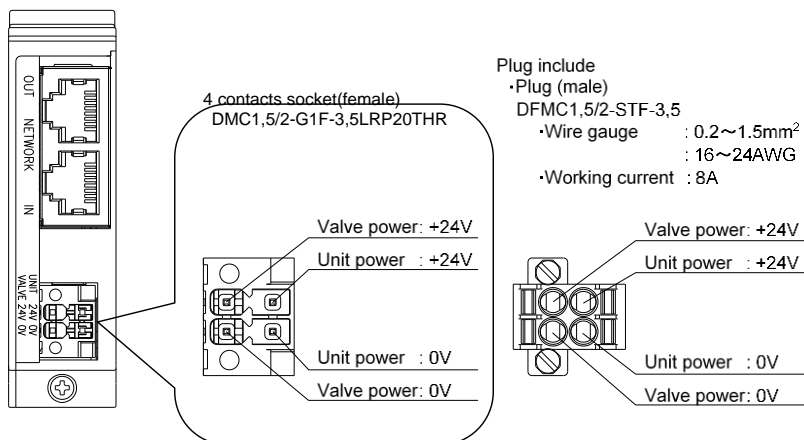 OUT
NETWORK
IN
UNIT 24V 0V
VALVE 24V 0V
4 contacts socket(female)
DMC1,5/2-G1F-3,5LRP20THR
Valve power: +24V
Unit power : +24V
Unit power : 0V
Valve power: 0V
Plug include
・Plug (male)
DFMC1,5/2-STF-3,5
・Wire gauge : 0.2～1.5mm²
: 16～24AWG
・Working current : 8A
Valve power: +24V
Unit power : +24V
Unit power : 0V
Valve power: 0V